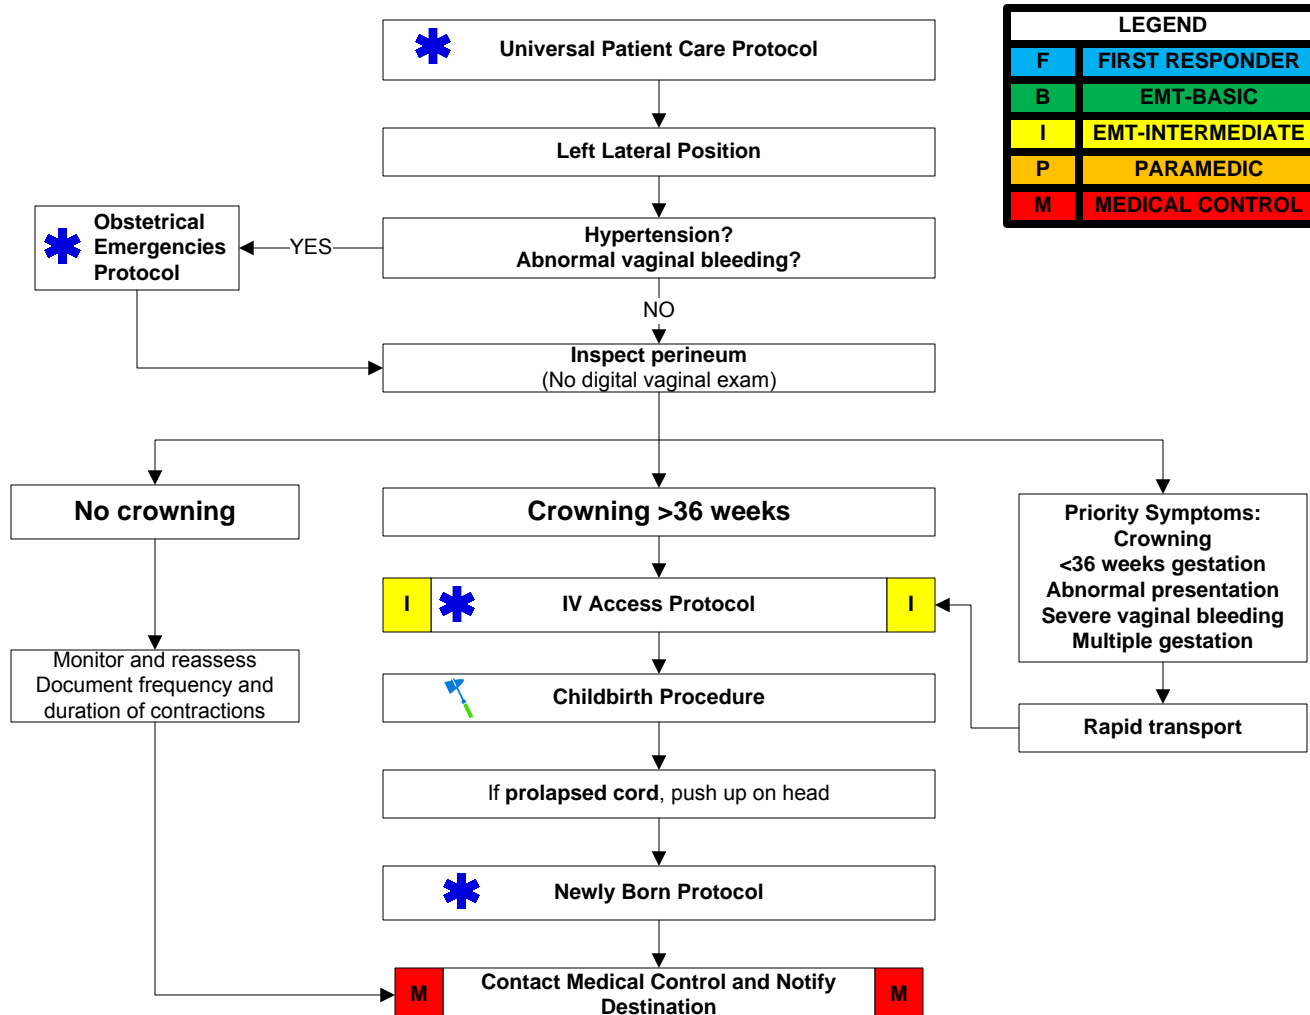 Universal Patient Care Protocol
LEGEND
F FIRST RESPONDER
B EMT-BASIC
I EMT-INTERMEDIATE
P PARAMEDIC
M MEDICAL CONTROL
Left Lateral Position
Obstetrical
Emergencies
Protocol
YES
Hypertension?
Abnormal vaginal bleeding?
NO
Inspect perineum
(No digital vaginal exam)
No crowning
Crowning >36 weeks
Priority Symptoms:
Crowning
<36 weeks gestation
Abnormal presentation
Severe vaginal bleeding
Multiple gestation
I IV Access Protocol I
Monitor and reassess
Document frequency and
duration of contractions
Childbirth Procedure
Rapid transport
If prolapsed cord, push up on head
Newly Born Protocol
M Contact Medical Control and Notify M
Destination